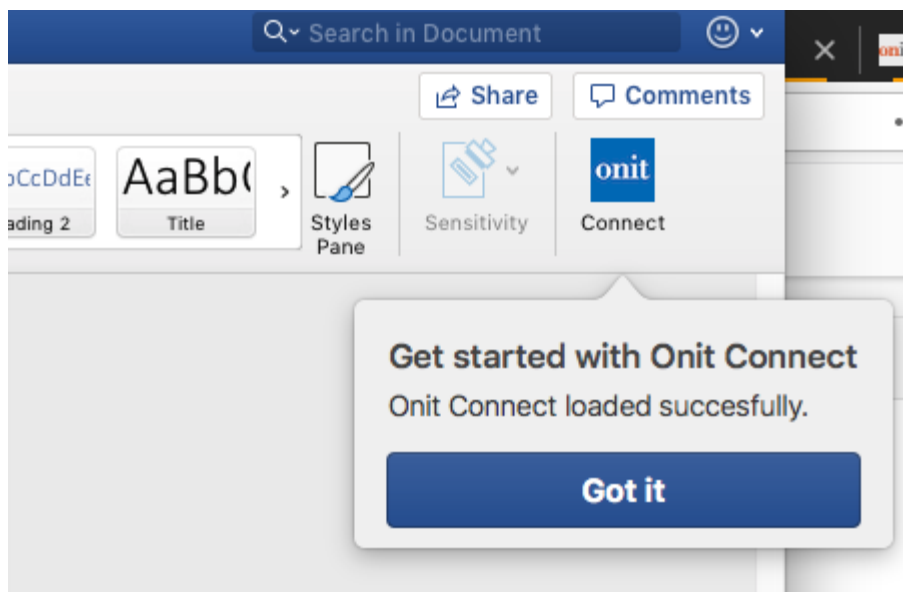 Search in Document
Share
Comments
AaBb
Title
Styles
Pane
Sensitivity
onit
Connect
Get started with Onit Connect
Onit Connect loaded succesfully.
Got it